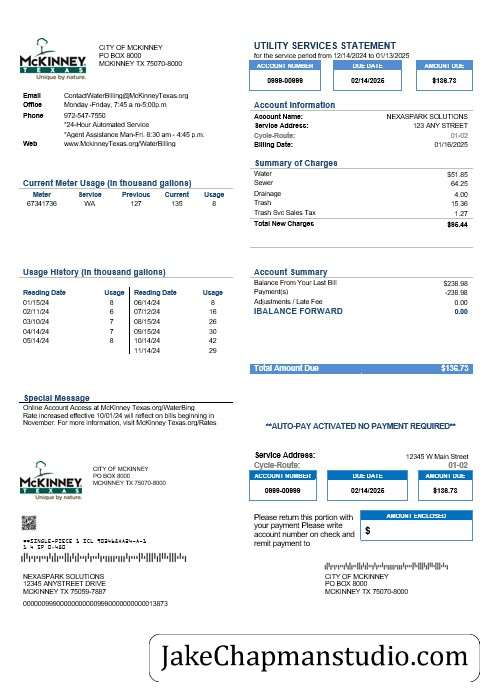 McKINNEY
TEXAS
Unique by nature.
CITY OF MCKINNEY
PO BOX 8000
MCKINNEY TX 75070-8000
Email ContactWaterBilling@McKinneyTexas.org
Office Monday -Friday, 7:45 a.m-5:00p.m
Phone 972-547-7550
*24-Hour Automated Service
*Agent Assistance Man-Fri. 8:30 am - 4:45 p.m.
Web www.MckinneyTexas.org/WaterBilling
UTILITY SERVICES STATEMENT
for the service period from 12/14/2024 to 01/13/2025
ACCOUNT NUMBER DUE DATE AMOUNT DUE
0999-00999 02/14/2025 $136.73
Account Information
Account Name: NEXASPARK SOLUTIONS
Service Address: 123 ANY STREET
Cycle-Route: 01-02
Billing Date: 01/16/2025
Current Meter Usage (In thousand gallons)
Meter Service Previous Current Usage
67341736 WA 127 135 8
Summary of Charges
Water $51.85
Sewer 64.25
Drainage 4.00
Trash 15.36
Trash Svc Sales Tax 1.27
Total New Charges $86.44
Usage History (In thousand gallons)
Reading Date Usage Reading Date Usage
01/15/24 8 06/14/24 8
02/11/24 6 07/12/24 16
03/10/24 7 08/15/24 26
04/14/24 7 09/15/24 30
05/14/24 8 10/14/24 42
11/14/24 29
Account Summary
Balance From Your Last Bill $238.98
Payment(s) -238.98
Adjustments / Late Fee 0.00
IBALANCE FORWARD 0.00
Total Amount Due $136.73
Special Message
Online Account Access at McKinney Texas.org/WaterBing
Rate increased effective 10/01/24 will reflect on bills beginning in
November. For more information, visit McKinney Texas.org/Rates
**AUTO-PAY ACTIVATED NO PAYMENT REQUIRED**
McKINNEY
TEXAS
Unique by nature.
CITY OF MCKINNEY
PO BOX 8000
MCKINNEY TX 75070-8000
Service Address: 12345 W Main Street
Cycle-Route: 01-02
ACCOUNT NUMBER DUE DATE AMOUNT DUE
0999-00999 02/14/2025 $136.73
Please return this portion with
your payment Please write
account number on check and
remit payment to
AMOUNT ENCLOSED
$
NEXASPARK SOLUTIONS
12345 ANYSTREET DRIVE
MCKINNEY TX 75059-7887
CITY OF MCKINNEY
PO BOX 8000
MCKINNEY TX 75070-8000
JakeChapmanstudio.com